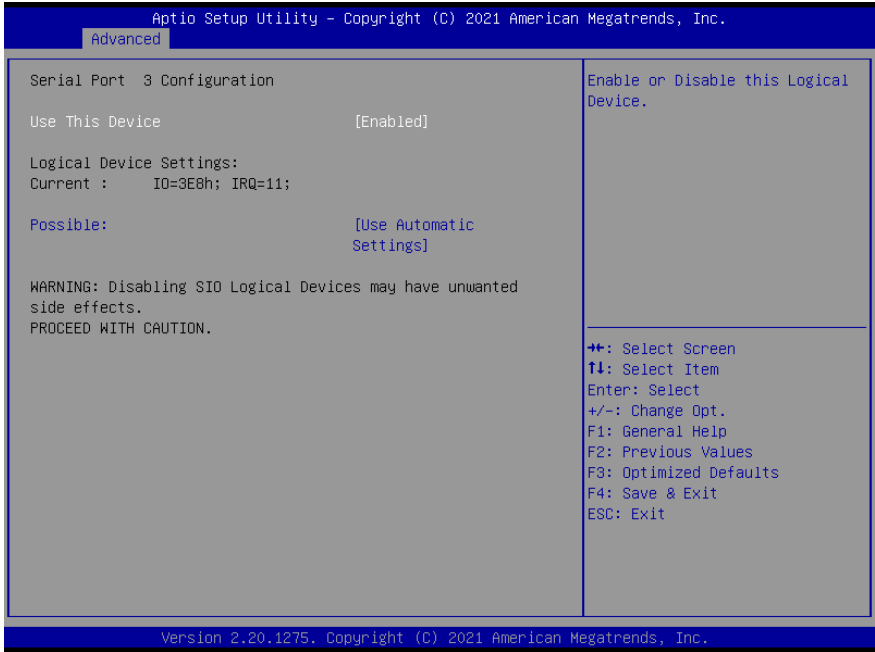 Aptio Setup Utility – Copyright (C) 2021 American Megatrends, Inc.
Advanced
Serial Port  3 Configuration
Use This Device [Enabled]
Logical Device Settings:
Current : IO=3E8h; IRQ=11;
Possible: [Use Automatic
Settings]
WARNING: Disabling SIO Logical Devices may have unwanted
side effects.
PROCEED WITH CAUTION.
Enable or Disable this Logical
Device.
→←: Select Screen
↑↓: Select Item
Enter: Select
+/-: Change Opt.
F1: General Help
F2: Previous Values
F3: Optimized Defaults
F4: Save & Exit
ESC: Exit
Version 2.20.1275. Copyright (C) 2021 American Megatrends, Inc.